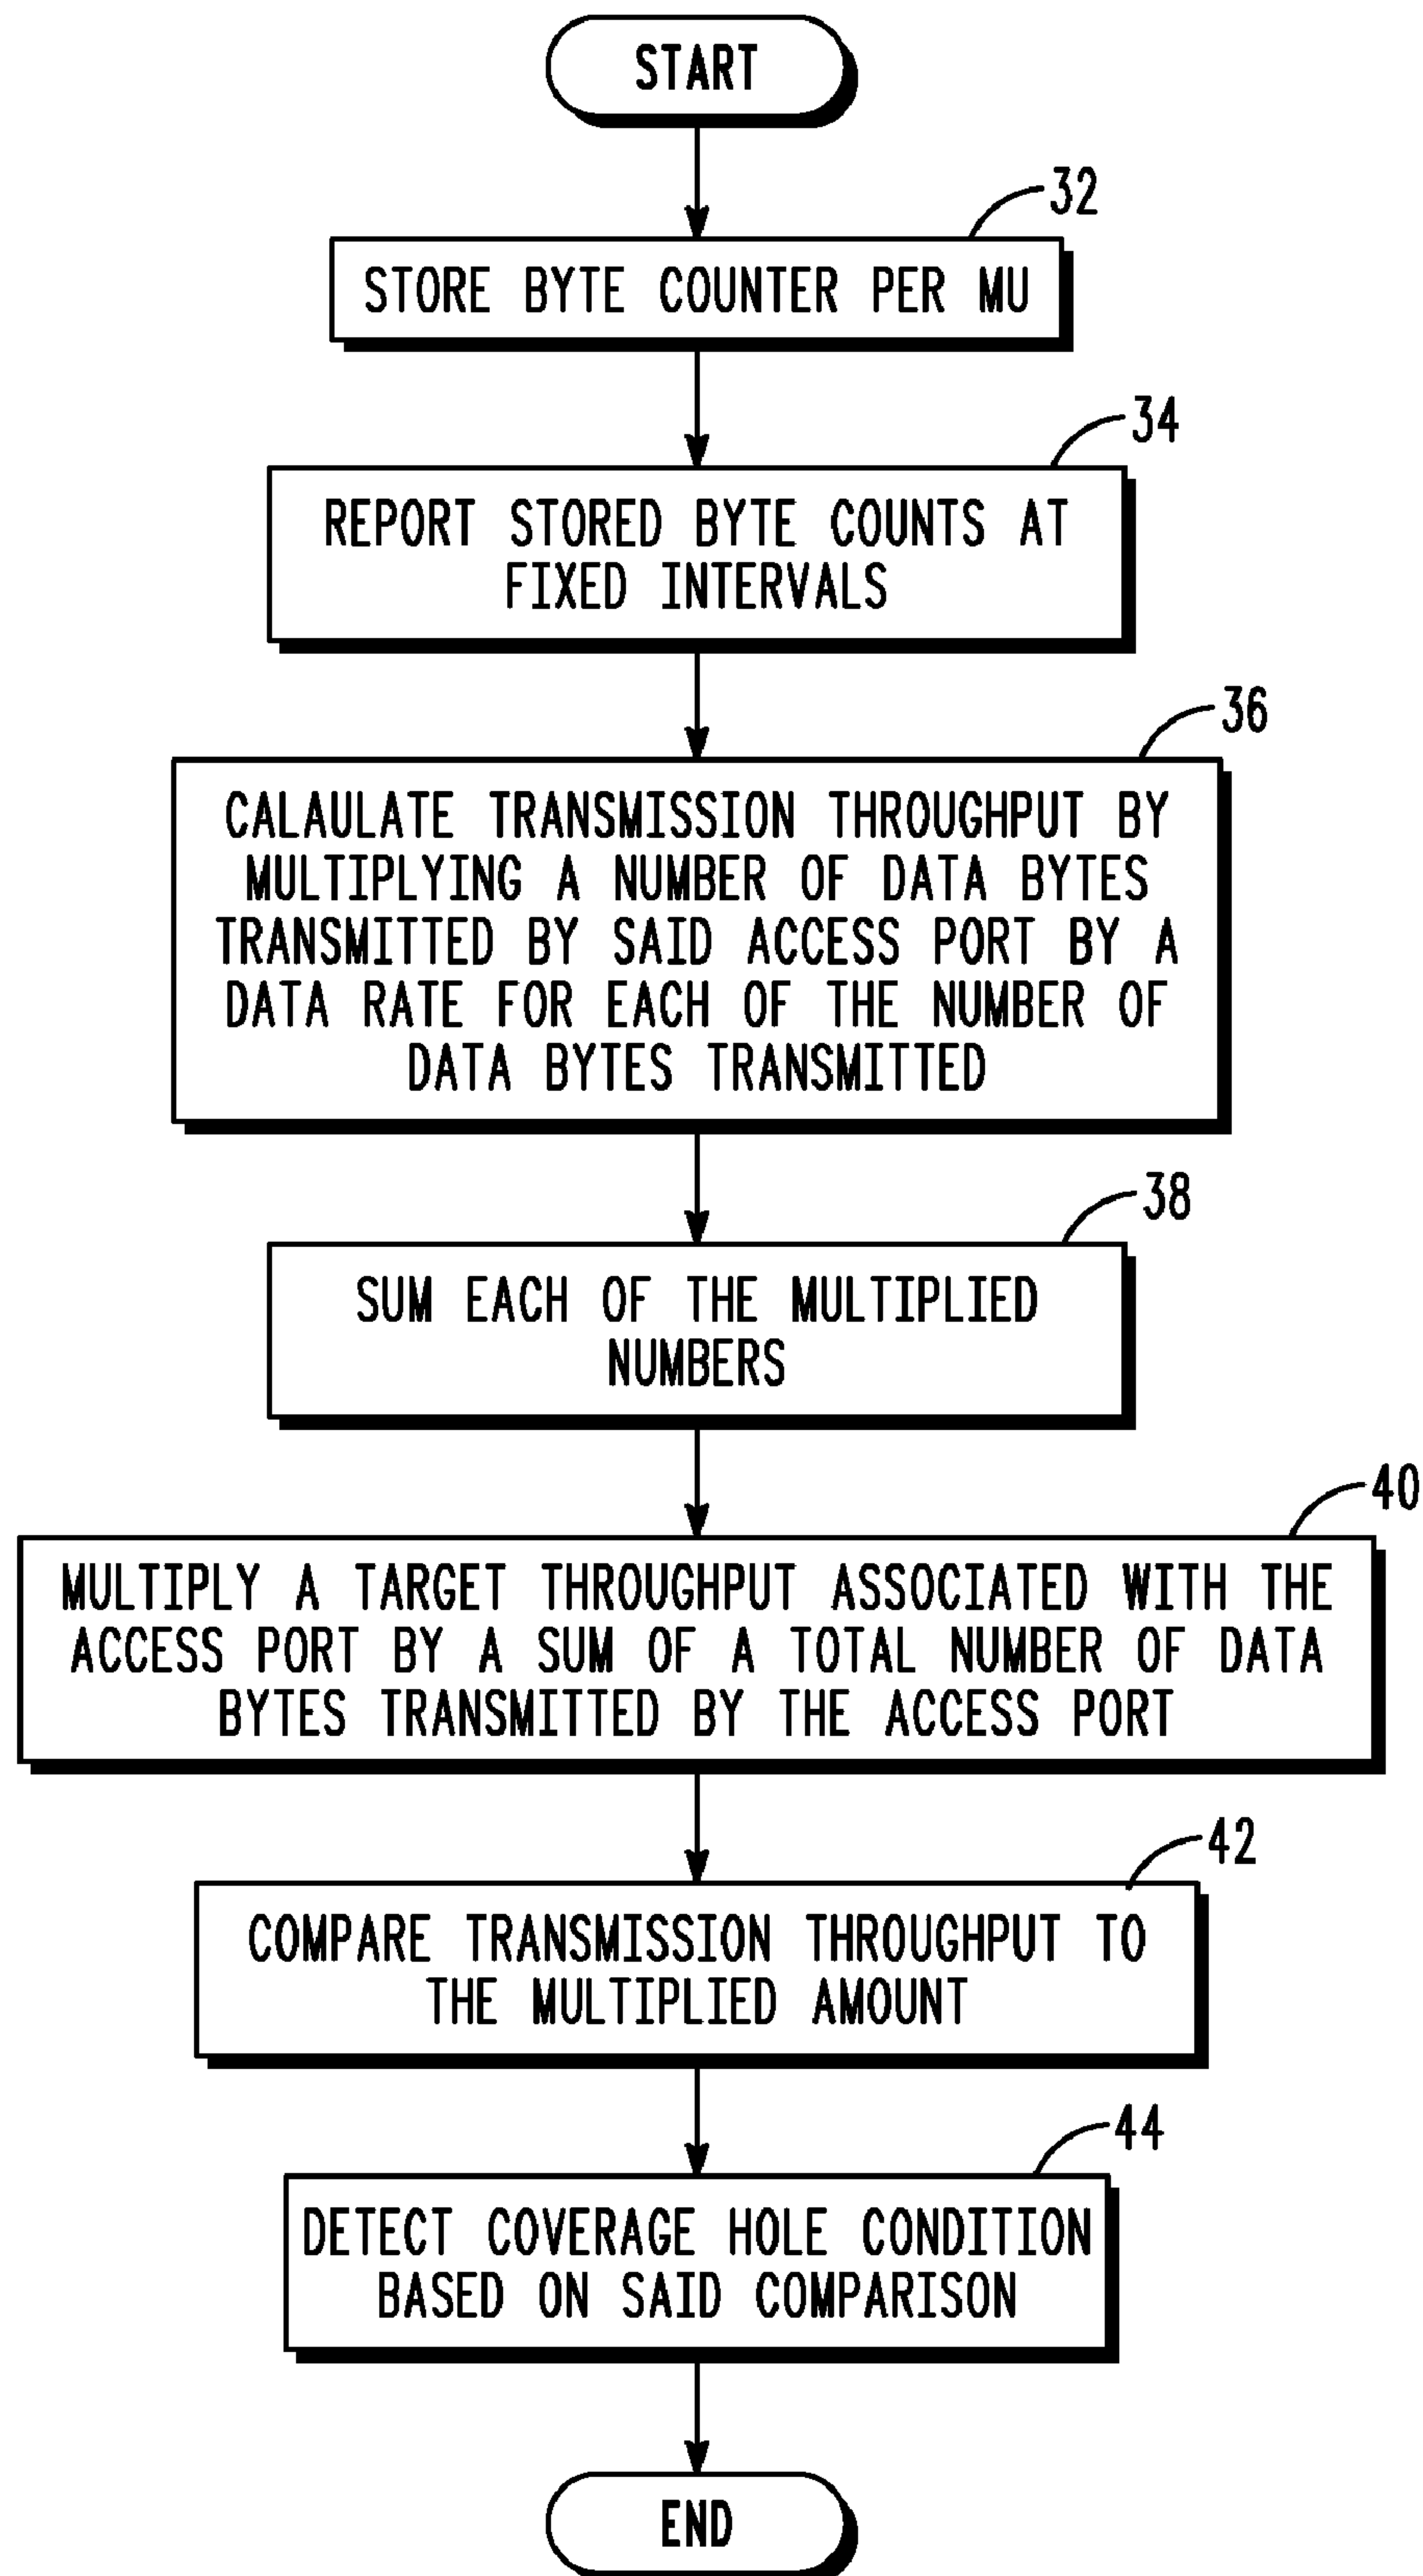 START
32
STORE BYTE COUNTER PER MU
34
REPORT STORED BYTE COUNTS AT
FIXED INTERVALS
36
CALAULATE TRANSMISSION THROUGHPUT BY
MULTIPLYING A NUMBER OF DATA BYTES
TRANSMITTED BY SAID ACCESS PORT BY A
DATA RATE FOR EACH OF THE NUMBER OF
DATA BYTES TRANSMITTED
38
SUM EACH OF THE MULTIPLIED
NUMBERS
40
MULTIPLY A TARGET THROUGHPUT ASSOCIATED WITH THE
ACCESS PORT BY A SUM OF A TOTAL NUMBER OF DATA
BYTES TRANSMITTED BY THE ACCESS PORT
42
COMPARE TRANSMISSION THROUGHPUT TO
THE MULTIPLIED AMOUNT
44
DETECT COVERAGE HOLE CONDITION
BASED ON SAID COMPARISON
END